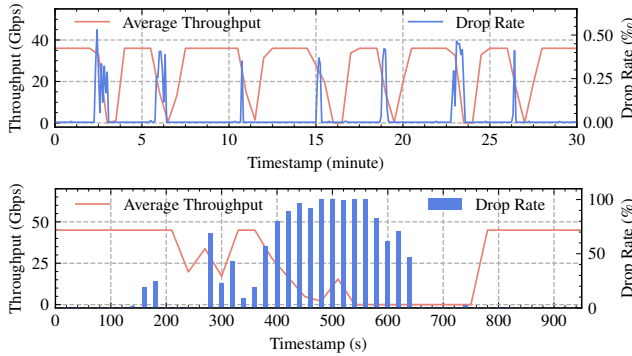 Average Throughput Drop Rate
Throughput (Gbps)
40
20
0
0.50
0.25
0.00
Drop Rate (‰)
0 5 10 15 20 25 30
Timestamp (minute)
Average Throughput Drop Rate
Throughput (Gbps)
50
25
0
100
50
0
Drop Rate (%)
0 100 200 300 400 500 600 700 800 900
Timestamp (s)